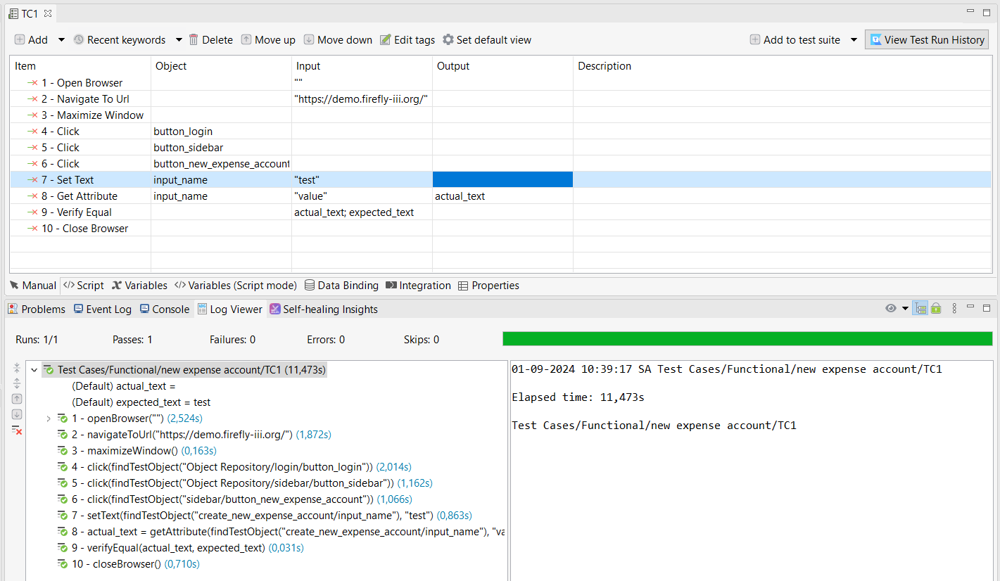 TC1
Add Recent keywords Delete Move up Move down Edit tags Set default view Add to test suite View Test Run History
Item Object Input Output Description
1 - Open Browser ""
2 - Navigate To Url "https://demo.firefly-iii.org/"
3 - Maximize Window
4 - Click button_login
5 - Click button_sidebar
6 - Click button_new_expense_account
7 - Set Text input_name "test"
8 - Get Attribute input_name "value" actual_text
9 - Verify Equal actual_text; expected_text
10 - Close Browser
Manual </> Script Variables </> Variables (Script mode) Data Binding Integration Properties
Problems Event Log Console Log Viewer Self-healing Insights
Runs: 1/1 Passes: 1 Failures: 0 Errors: 0 Skips: 0
Test Cases/Functional/new expense account/TC1 (11,473s)
(Default) actual_text =
(Default) expected_text = test
1 - openBrowser("") (2,524s)
2 - navigateToUrl("https://demo.firefly-iii.org/") (1,872s)
3 - maximizeWindow() (0,163s)
4 - click(findTestObject("Object Repository/login/button_login")) (2,014s)
5 - click(findTestObject("Object Repository/sidebar/button_sidebar")) (1,162s)
6 - click(findTestObject("sidebar/button_new_expense_account")) (1,066s)
7 - setText(findTestObject("create_new_expense_account/input_name"), "test") (0,863s)
8 - actual_text = getAttribute(findTestObject("create_new_expense_account/input_name"), "va
9 - verifyEqual(actual_text, expected_text) (0,031s)
10 - closeBrowser() (0,710s)
01-09-2024 10:39:17 SA Test Cases/Functional/new expense account/TC1
Elapsed time: 11,473s
Test Cases/Functional/new expense account/TC1